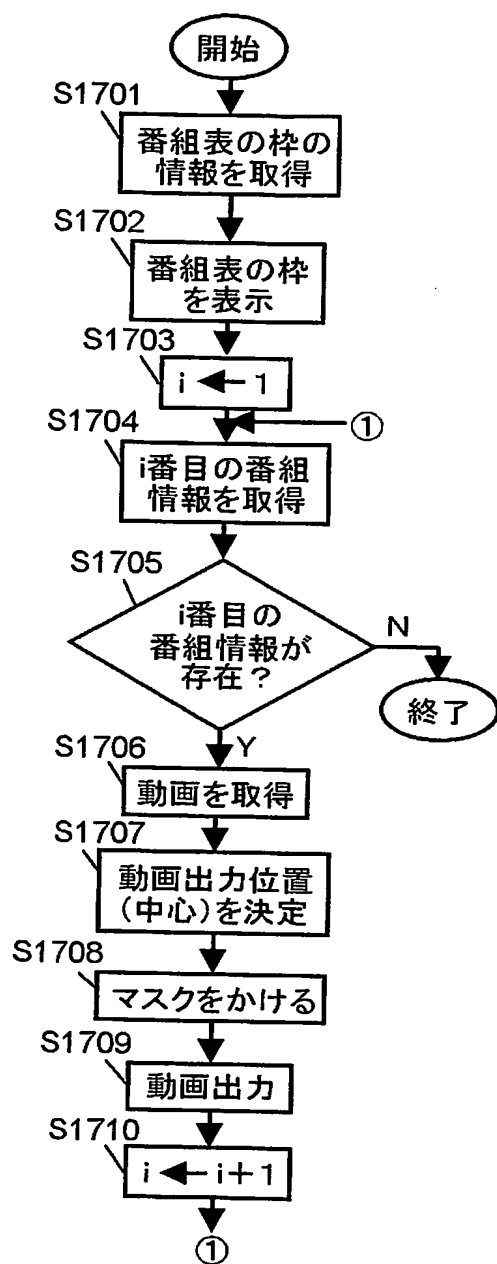 開始
S1701
番組表の枠の
情報を取得
S1702
番組表の枠
を表示
S1703
i ← 1
①
S1704
i番目の番組
情報を取得
S1705
i番目の
番組情報が
存在？
N
終了
Y
S1706
動画を取得
S1707
動画出力位置
(中心)を決定
S1708
マスクをかける
S1709
動画出力
S1710
i ← i+1
①